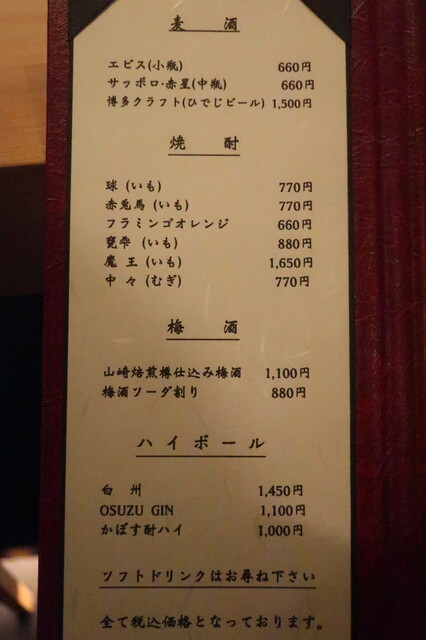 麦酒
エビス(小瓶) 660円
サッポロ・赤星(中瓶) 660円
博多クラフト(ひでじビール) 1,500円
焼酎
球(いも) 770円
赤兎馬(いも) 770円
フラミンゴオレンジ 660円
甕雫(いも) 880円
魔王(いも) 1,650円
中々(むぎ) 770円
梅酒
山崎焙煎樽仕込み梅酒 1,100円
梅酒ソーダ割り 880円
ハイボール
白州 1,450円
OSUZU GIN 1,100円
かぼす酎ハイ 1,000円
ソフトドリンクはお尋ね下さい
全て税込価格となっております。